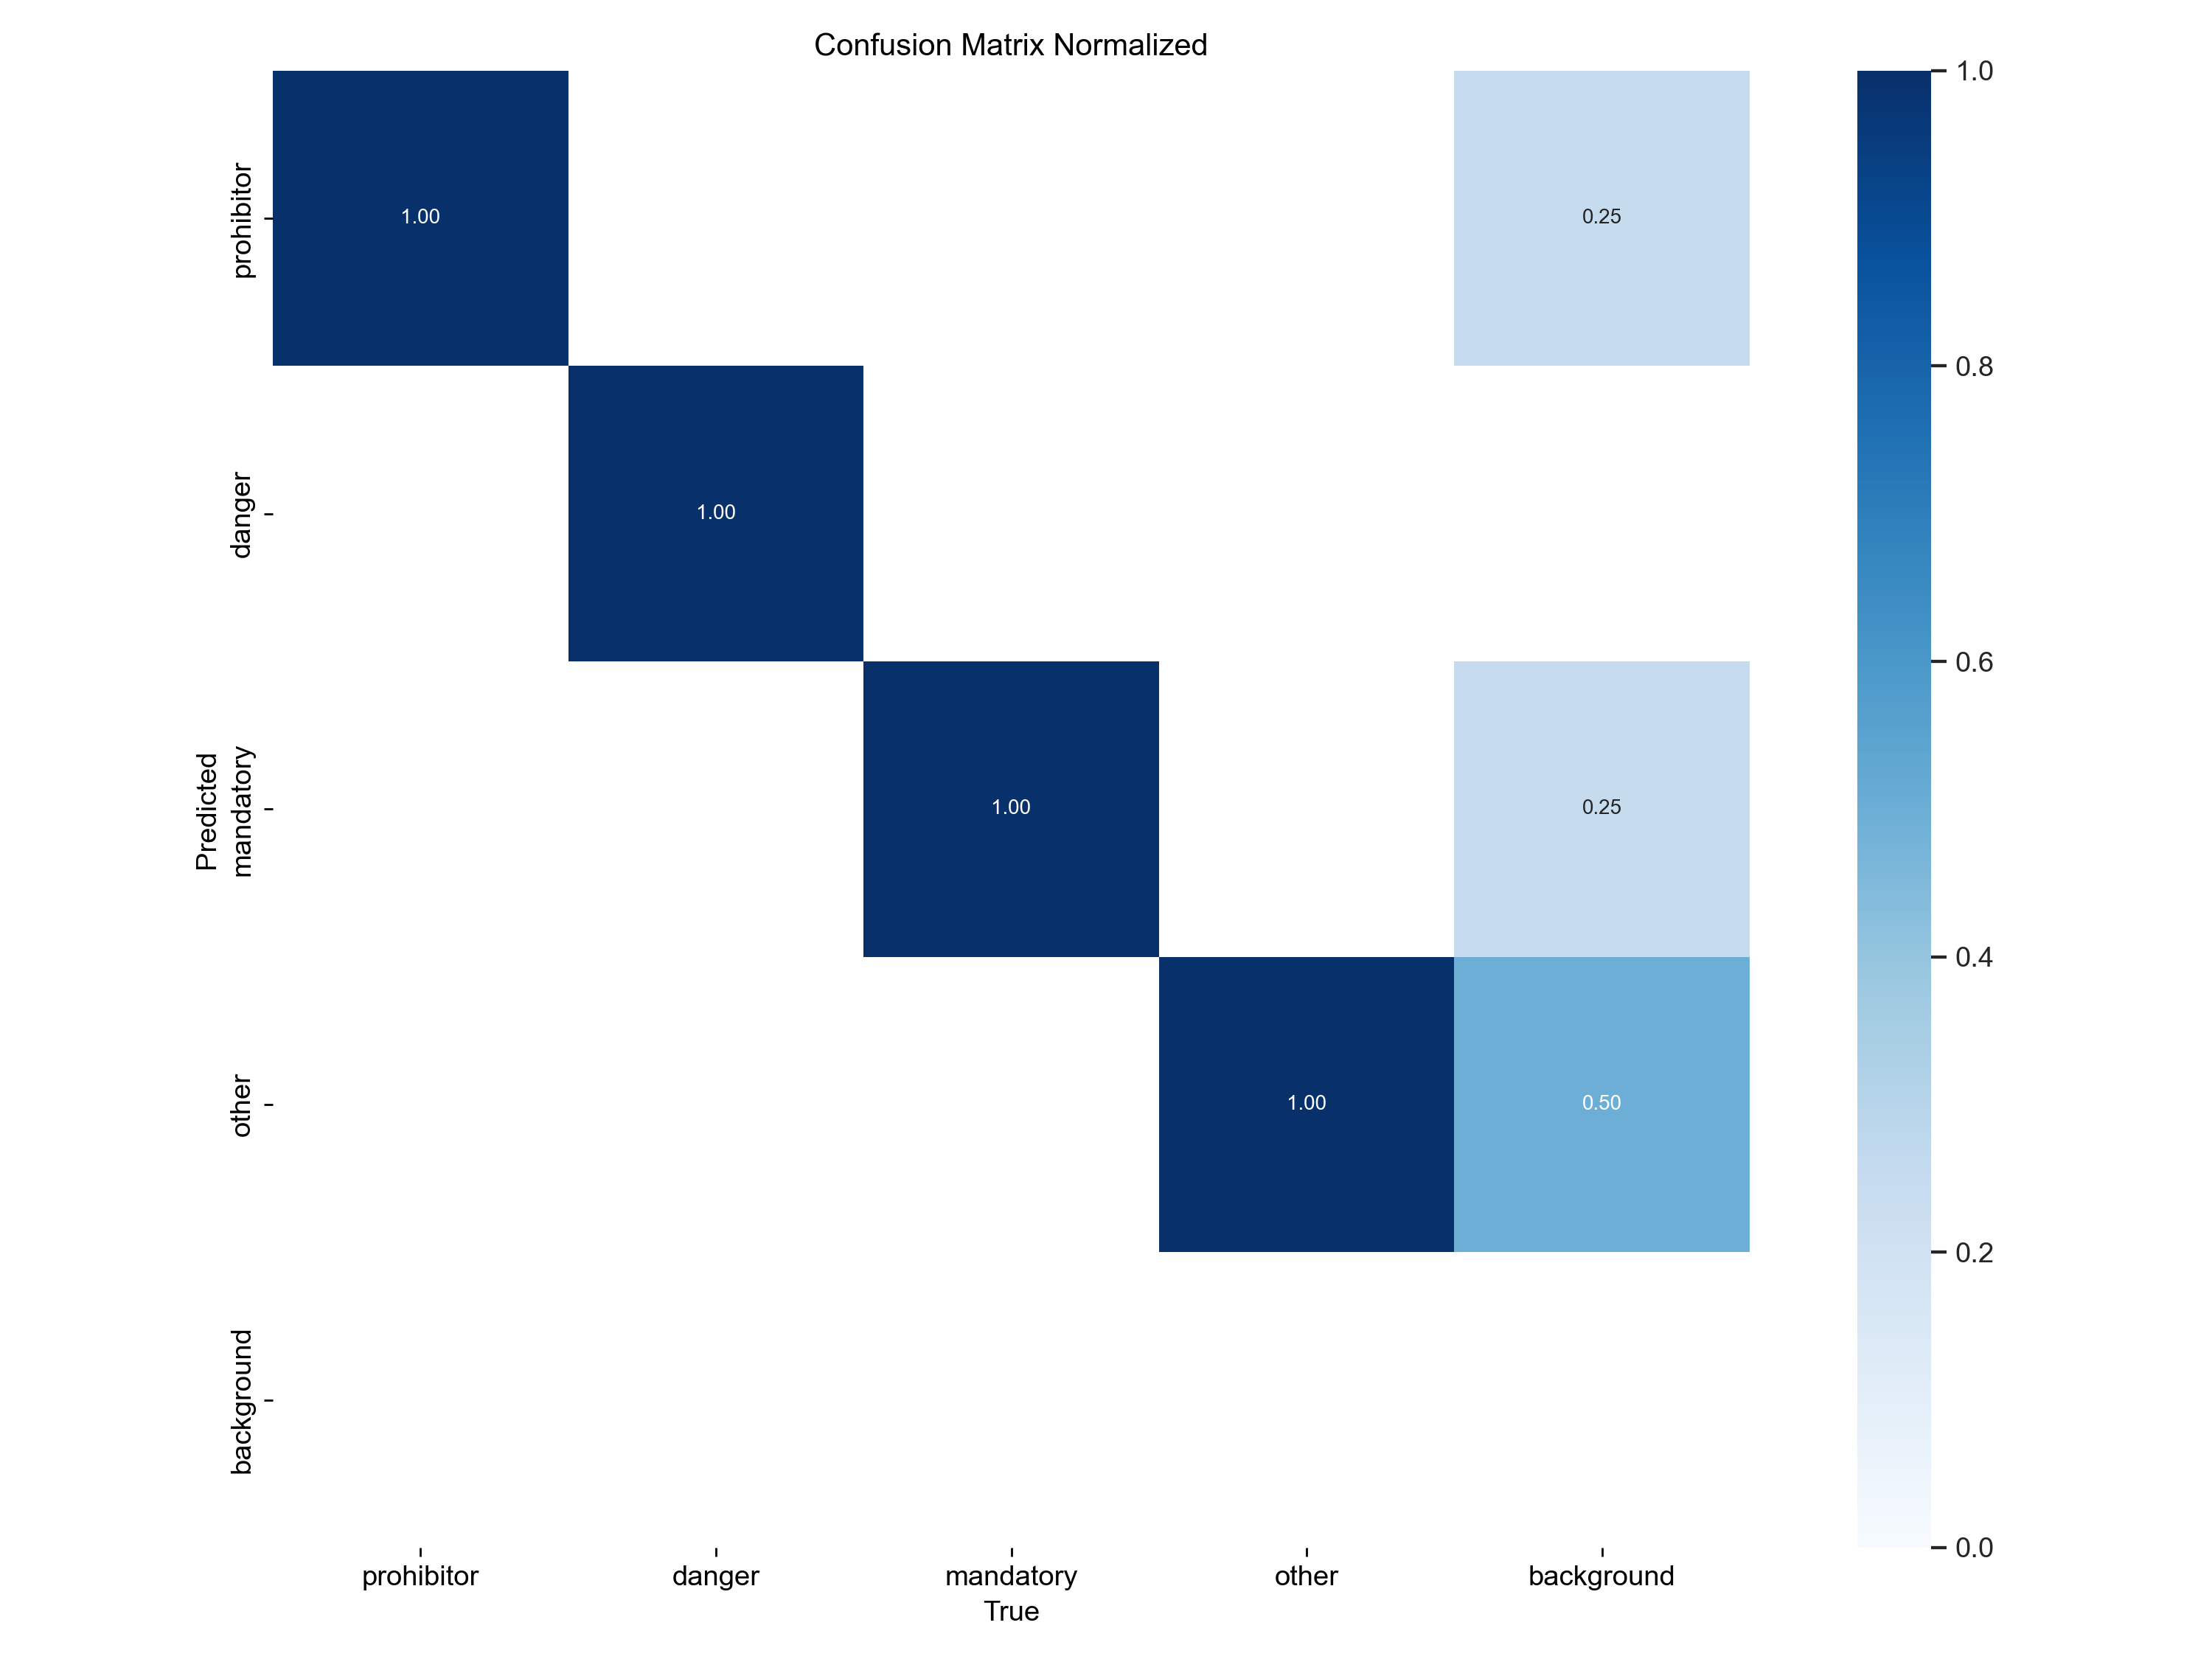 Confusion Matrix Normalized
prohibitor
danger
mandatory
other
background
Predicted
1.00
0.25
1.00
1.00
0.25
1.00
0.50
prohibitor
danger
mandatory
other
background
True
1.0
0.8
0.6
0.4
0.2
0.0